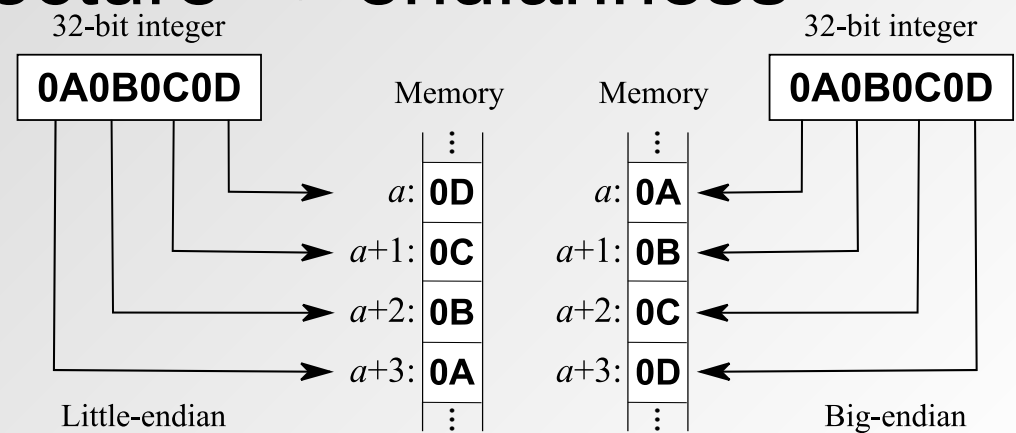 endianness
32-bit integer 32-bit integer
0A0B0C0D 0A0B0C0D
Memory Memory
⋮ ⋮
a: 0D a: 0A
a+1: 0C a+1: 0B
a+2: 0B a+2: 0C
a+3: 0A a+3: 0D
⋮ ⋮
Little-endian Big-endian